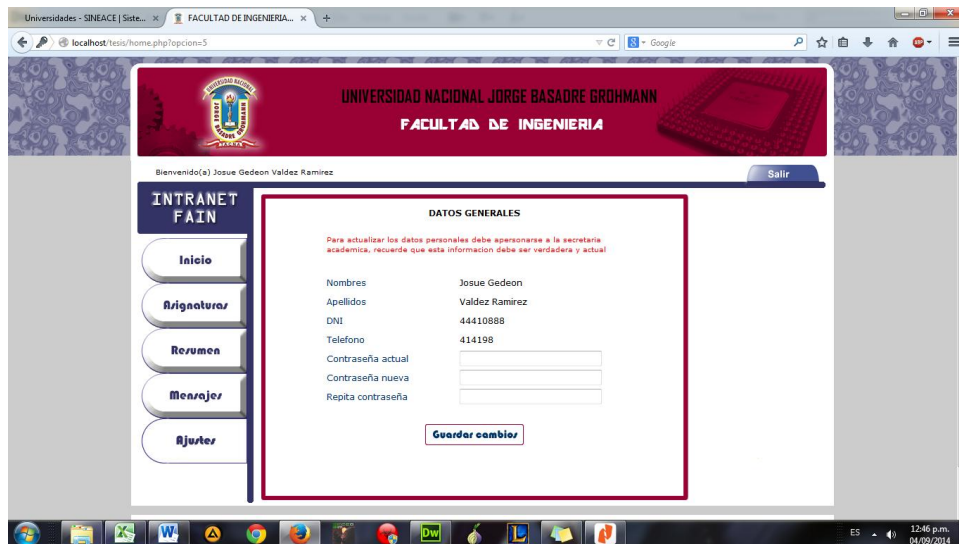 Universidades - SINEACE | Siste...
FACULTAD DE INGENIERIA...
localhost/tesis/home.php?opcion=5
Google
UNIVERSIDAD NACIONAL JORGE BASADRE GROHMANN
FACULTAD DE INGENIERIA
Bienvenido(a) Josue Gedeon Valdez Ramirez
Salir
INTRANET
FAIN
Inicio
Asignaturas
Resumen
Mensajes
Ajustes
DATOS GENERALES
Para actualizar los datos personales debe apersonarse a la secretaria
academica, recuerde que esta informacion debe ser verdadera y actual
Nombres Josue Gedeon
Apellidos Valdez Ramirez
DNI 44410888
Telefono 414198
Contraseña actual
Contraseña nueva
Repita contraseña
Guardar cambios
ES
12:46 p.m.
04/09/2014